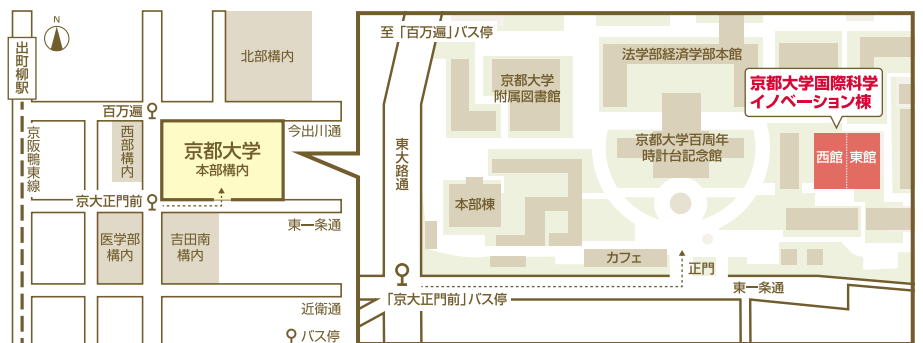 N
出町柳駅
北部構内
百万遍
西部構内
今出川通
京都大学
本部構内
京阪鴨東線
京大正門前
東一条通
医学部
構内
吉田南
構内
近衛通
バス停
至「百万遍」バス停
京都大学
附属図書館
法学部経済学部本館
京都大学国際科学
イノベーション棟
京都大学百周年
時計台記念館
西館
東館
東大路通
本部棟
カフェ
正門
「京大正門前」バス停
東一条通